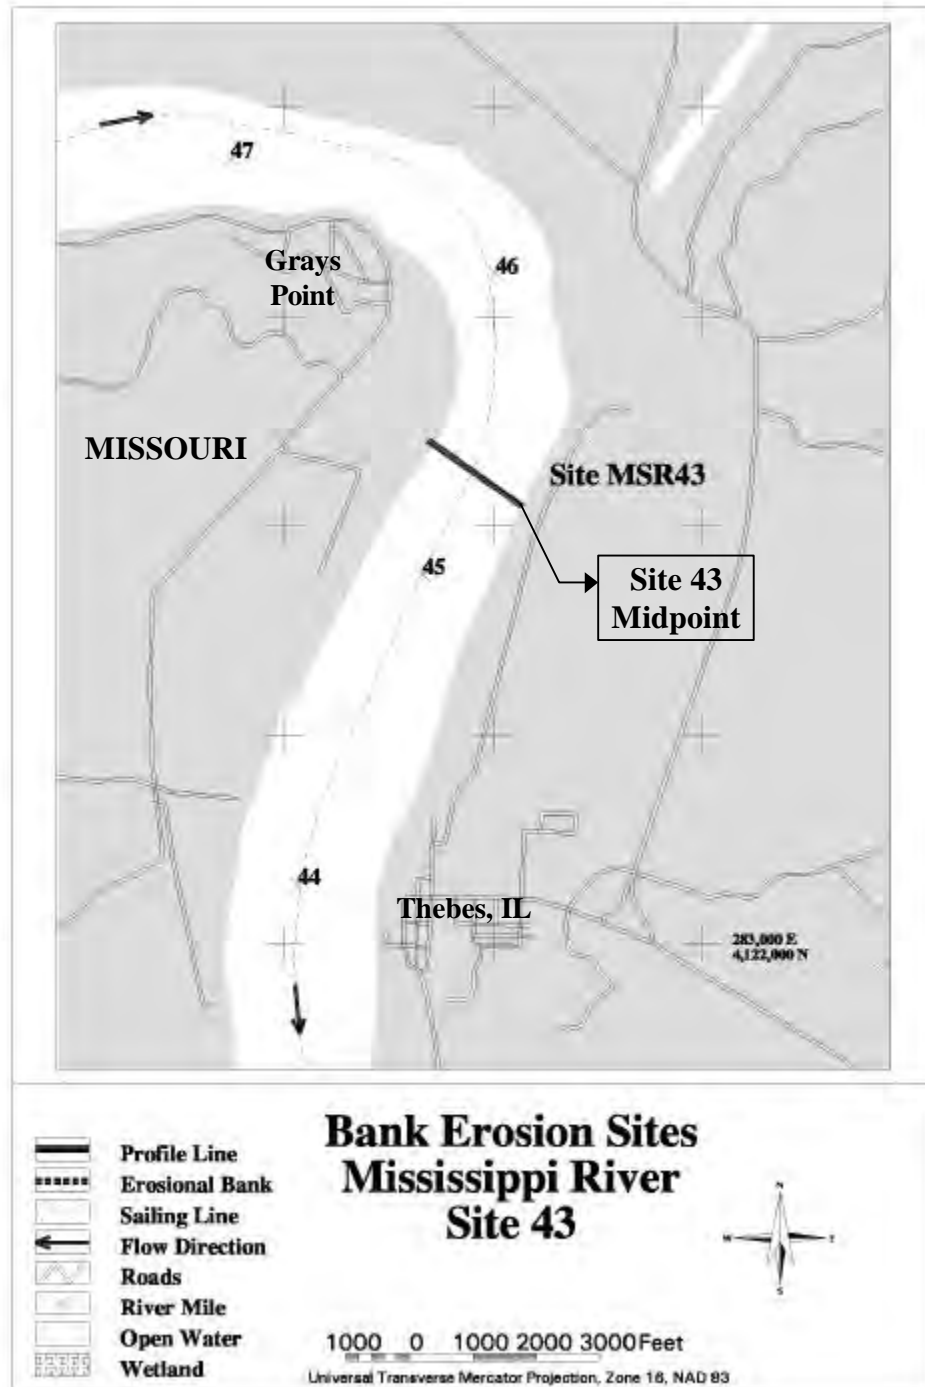 47
46
Grays
Point
MISSOURI
Site MSR43
45
Site 43
Midpoint
44
Thebes, IL
283,000 E
4,122,000 N
Bank Erosion Sites
Mississippi River
Site 43
Profile Line
Erosional Bank
Sailing Line
Flow Direction
Roads
River Mile
Open Water
Wetland
N
W
E
S
1000 0 1000 2000 3000 Feet
Universal Transverse Mercator Projection, Zone 16, NAD 83